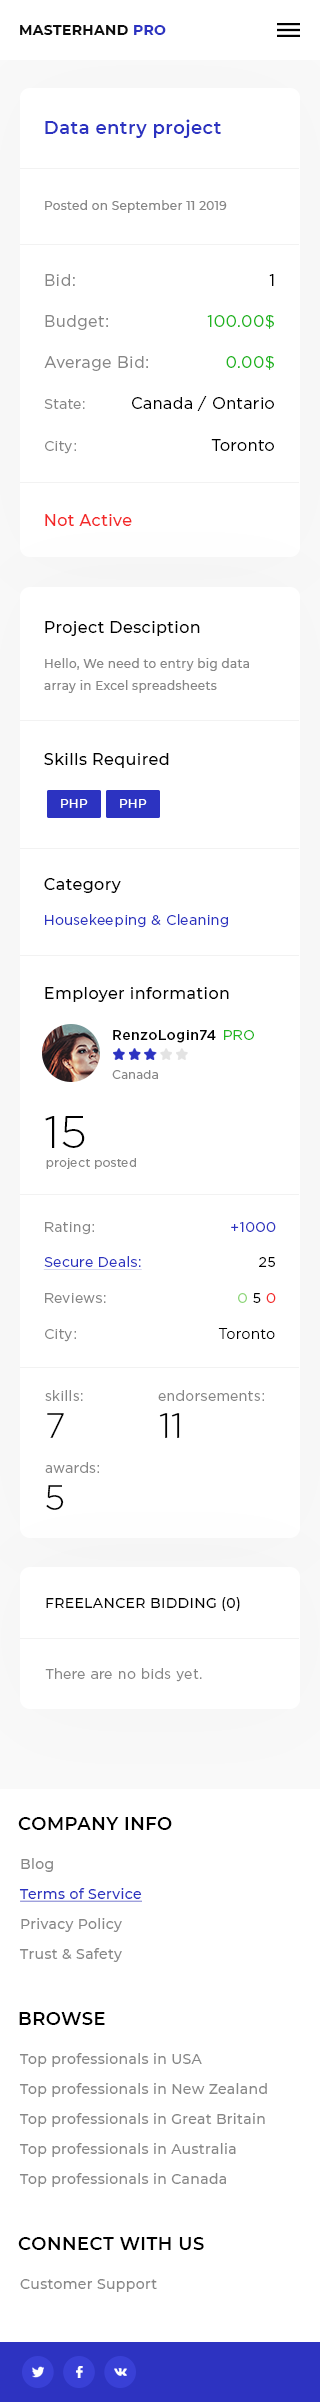 MASTERHAND PRO
Data entry project
Posted on September 11 2019
Bid: 1
Budget: 100.00$
Average Bid: 0.00$
State: Canada / Ontario
City: Toronto
Not Active
Project Desciption
Hello, We need to entry big data
array in Excel spreadsheets
Skills Required
PHP PHP
Category
Housekeeping & Cleaning
Employer information
RenzoLogin74 PRO
Canada
15
project posted
Rating: +1000
Secure Deals: 25
Reviews: 0 5 0
City: Toronto
skills: endorsements:
7 11
awards:
5
FREELANCER BIDDING (0)
There are no bids yet.
COMPANY INFO
Blog
Terms of Service
Privacy Policy
Trust & Safety
BROWSE
Top professionals in USA
Top professionals in New Zealand
Top professionals in Great Britain
Top professionals in Australia
Top professionals in Canada
CONNECT WITH US
Customer Support